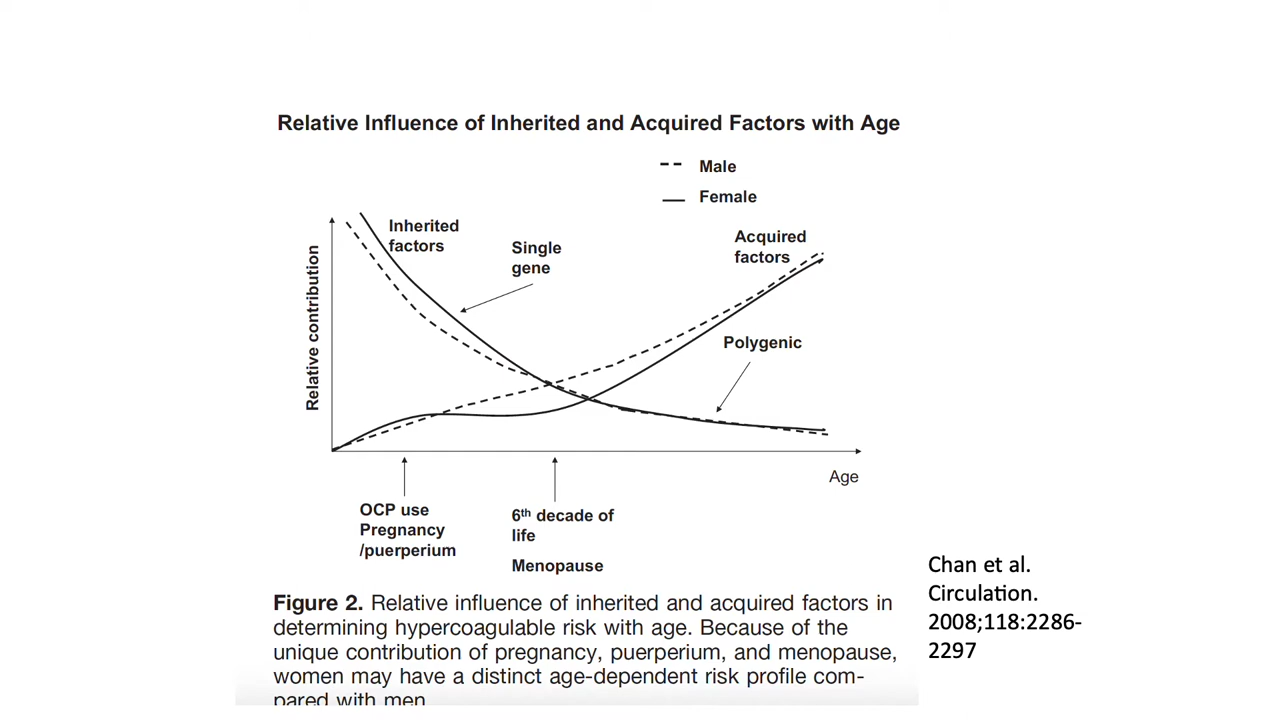 Relative Influence of Inherited and Acquired Factors with Age
Male
Female
Inherited
factors
Single
gene
Acquired
factors
Polygenic
Relative contribution
Age
OCP use
Pregnancy
/puerperium
6th decade of
life
Menopause
Figure 2. Relative influence of inherited and acquired factors in
determining hypercoagulable risk with age. Because of the
unique contribution of pregnancy, puerperium, and menopause,
women may have a distinct age-dependent risk profile com-
pared with men
Chan et al.
Circulation.
2008;118:2286-
2297